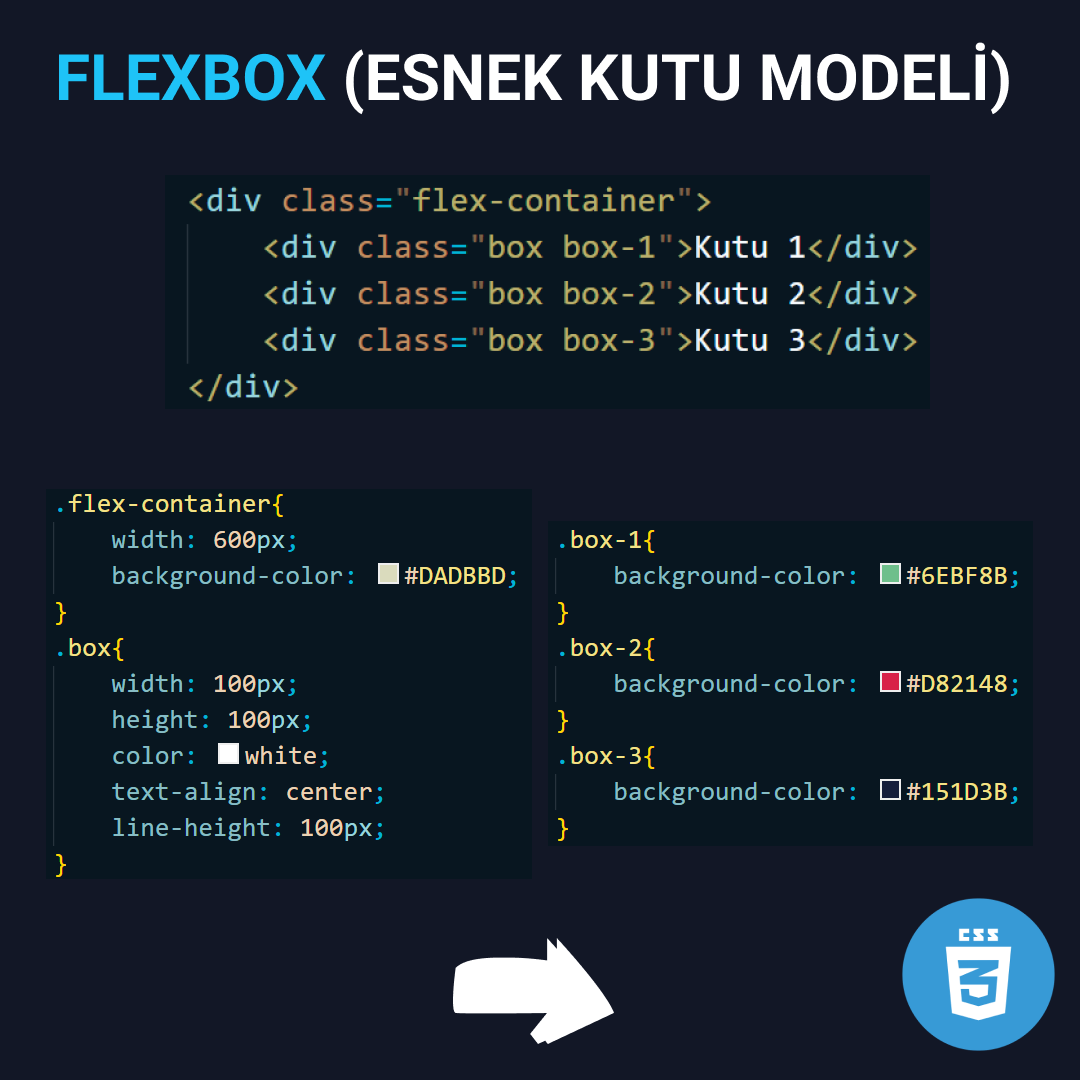 FLEXBOX (ESNEK KUTU MODELİ)
<div class="flex-container">
    <div class="box box-1">Kutu 1</div>
    <div class="box box-2">Kutu 2</div>
    <div class="box box-3">Kutu 3</div>
</div>
.flex-container{
    width: 600px;
    background-color: #DADBBD;
}
.box{
    width: 100px;
    height: 100px;
    color: white;
    text-align: center;
    line-height: 100px;
}
.box-1{
    background-color: #6EBF8B;
}
.box-2{
    background-color: #D82148;
}
.box-3{
    background-color: #151D3B;
}
CSS
3